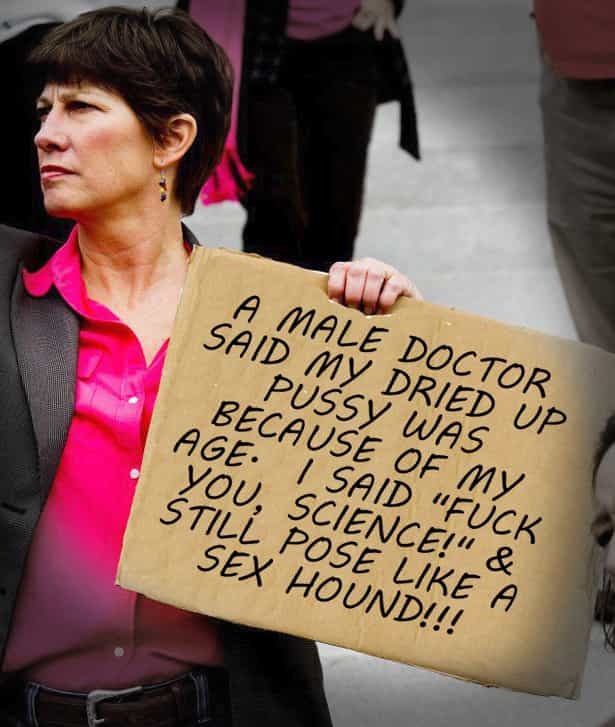 A MALE DOCTOR
SAID MY DRIED UP
PUSSY WAS
BECAUSE OF MY
AGE. I SAID "FUCK
YOU, SCIENCE!" &
STILL POSE LIKE A
SEX HOUND!!!